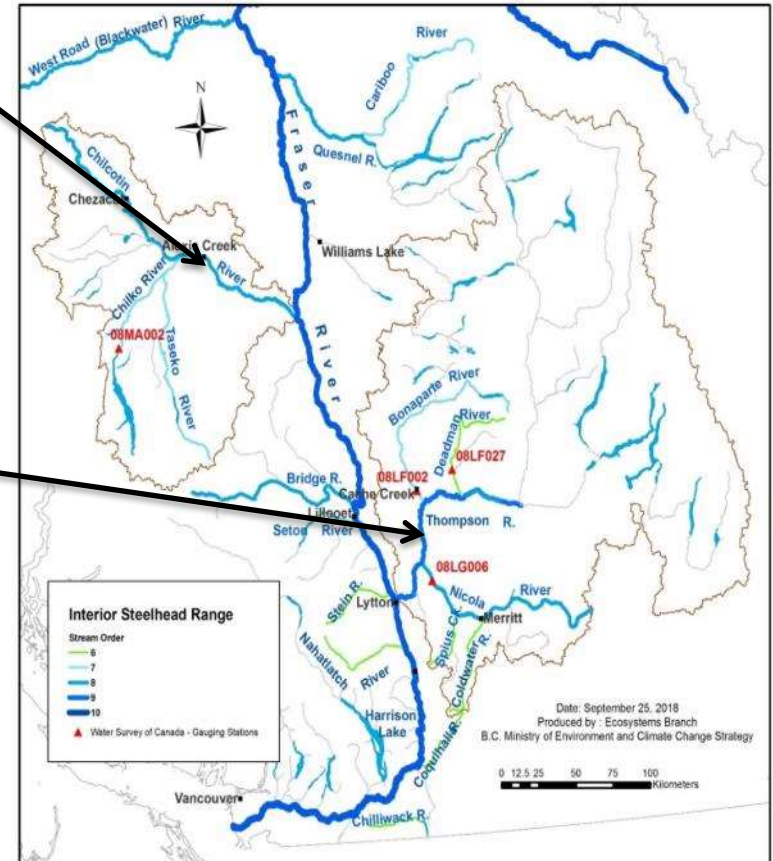 West Road (Blackwater) River
River
Cariboo
N
Fraser
Quesnel R.
Chilcotin
Williams Lake
Creek
River
Chilko River
River
08MA002
Taseko
River
Bonaparte River
River
Deadman
08LF027
08LF002
Bridge R.
Cache Creek
Lillooet
Seton River
Thompson R.
08LG006
Nicola River
Stein R.
Lytton
Merritt
Spius Ck.
Coldwater R.
Nahatlatch
River
Harrison
Lake
Coquihalla R.
Vancouver
Chilliwack R.
Interior Steelhead Range
Stream Order
6
7
8
9
10
Water Survey of Canada - Gauging Stations
Date: September 25, 2018
Produced by : Ecosystems Branch
B.C. Ministry of Environment and Climate Change Strategy
0 12.5 25 50 75 100
Kilometers